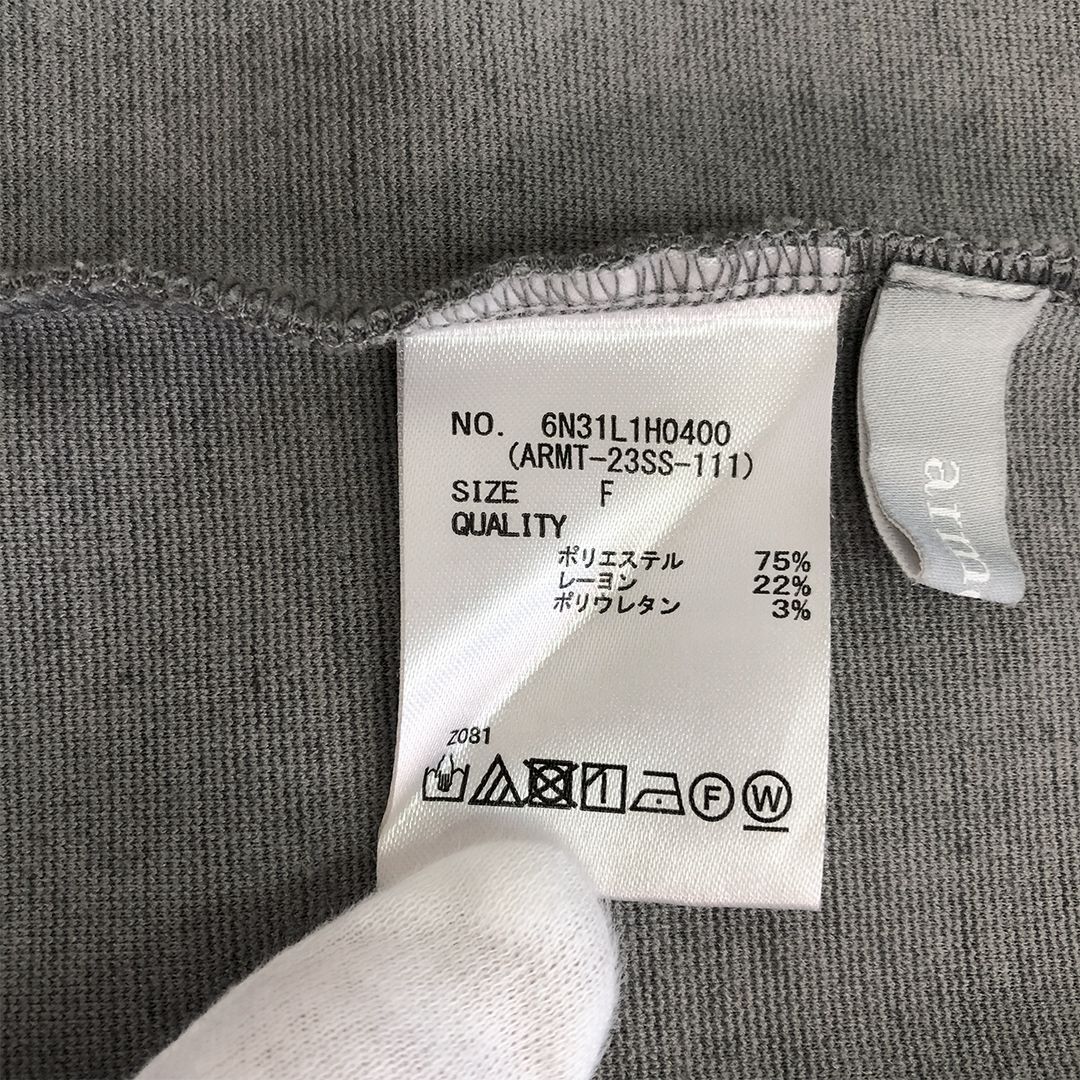 NO. 6N31L1H0400
(ARMT-23SS-111)
SIZE F
QUALITY
ポリエステル 75%
レーヨン 22%
ポリウレタン 3%
Z081
F W